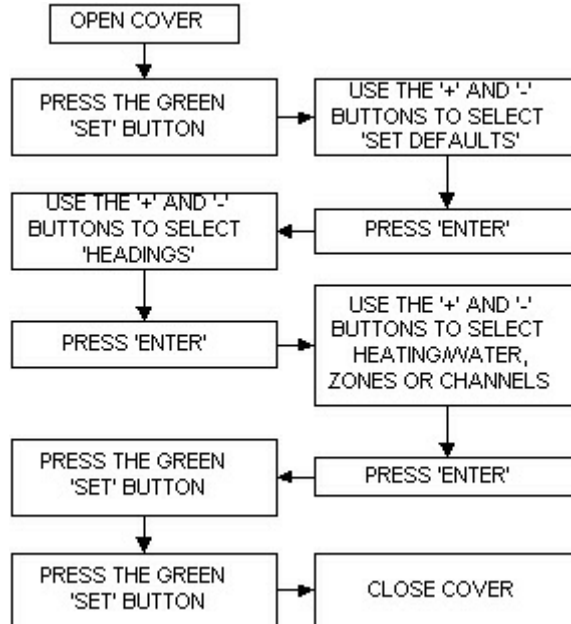 OPEN COVER
PRESS THE GREEN
'SET' BUTTON
USE THE '+' AND '-'
BUTTONS TO SELECT
'SET DEFAULTS'
PRESS 'ENTER'
USE THE '+' AND '-'
BUTTONS TO SELECT
'HEADINGS'
PRESS 'ENTER'
USE THE '+' AND '-'
BUTTONS TO SELECT
HEATING/WATER,
ZONES OR CHANNELS
PRESS 'ENTER'
PRESS THE GREEN
'SET' BUTTON
PRESS THE GREEN
'SET' BUTTON
CLOSE COVER